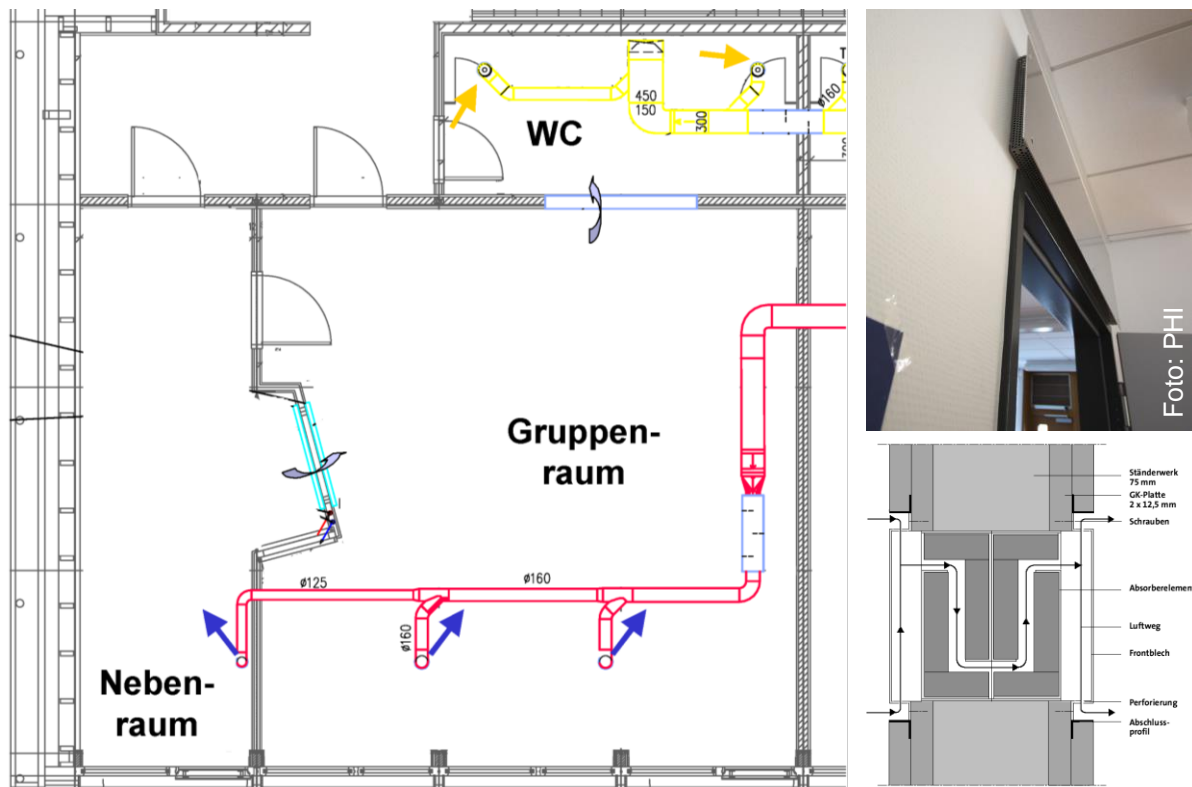 450
150
300
Ø160
WC
Gruppen-
raum
Ø125
Ø160
Ø160
Neben-
raum
Foto: PHI
Ständerwerk
75 mm
GK-Platte
2 x 12,5 mm
Schrauben
Absorberelemen
Luftweg
Frontblech
Perforierung
Abschluss-
profil